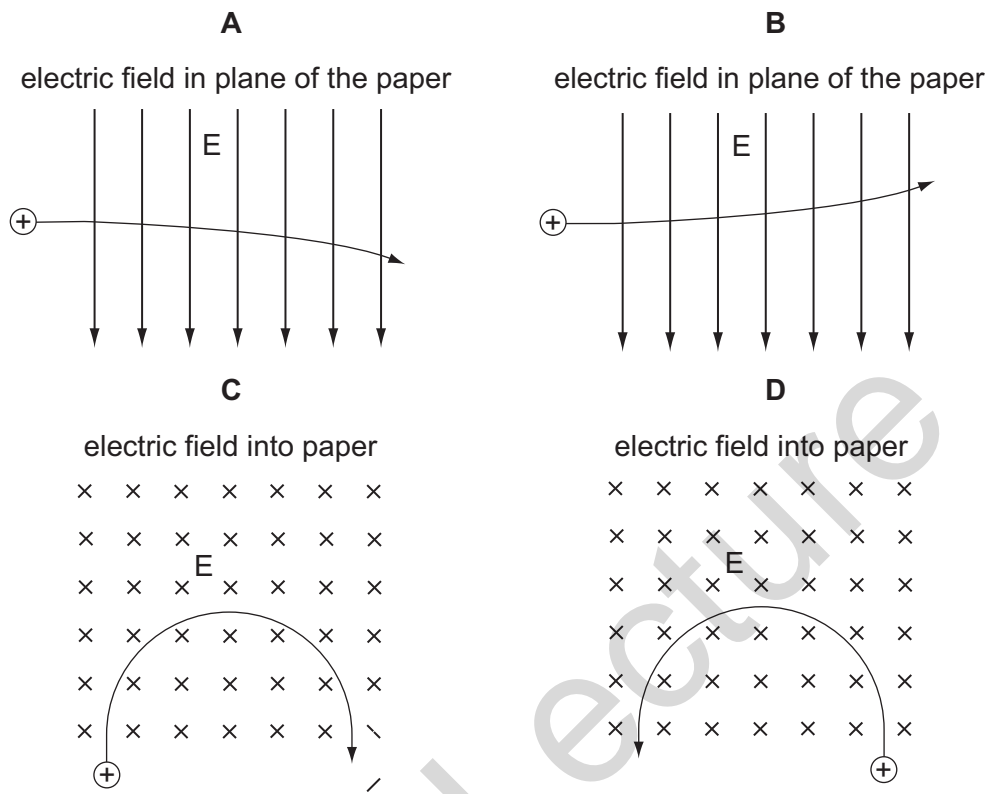 A
B
electric field in plane of the paper
electric field in plane of the paper
E
E
+
+
C
D
electric field into paper
electric field into paper
E
E
+
+
Lecture